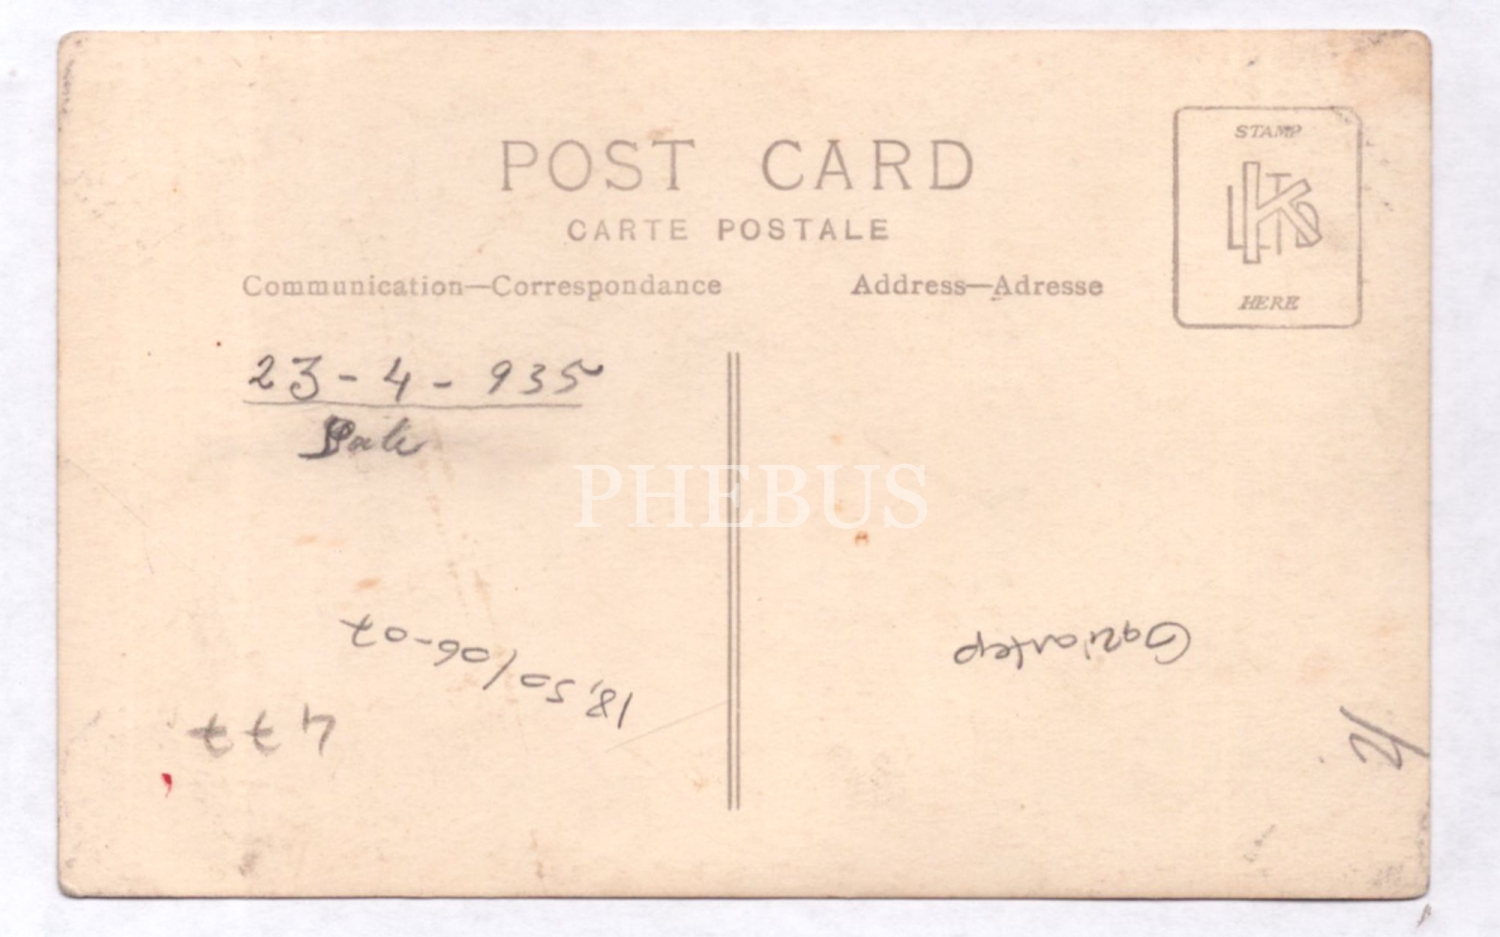 POST CARD
CARTE POSTALE
STAMP
KLTD
HERE
Communication—Correspondance
Address—Adresse
23-4-935
PHEBUS
Gaziantep
18,50/06-07
477